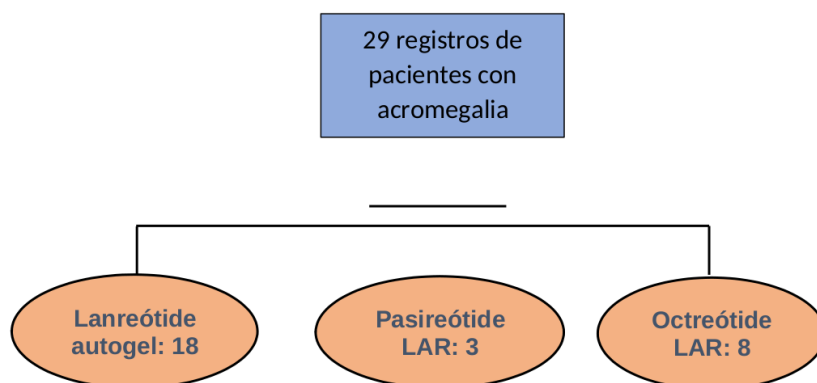 29 registros de
pacientes con
acromegalia
Lanreótide
autogel: 18
Pasireótide
LAR: 3
Octreótide
LAR: 8